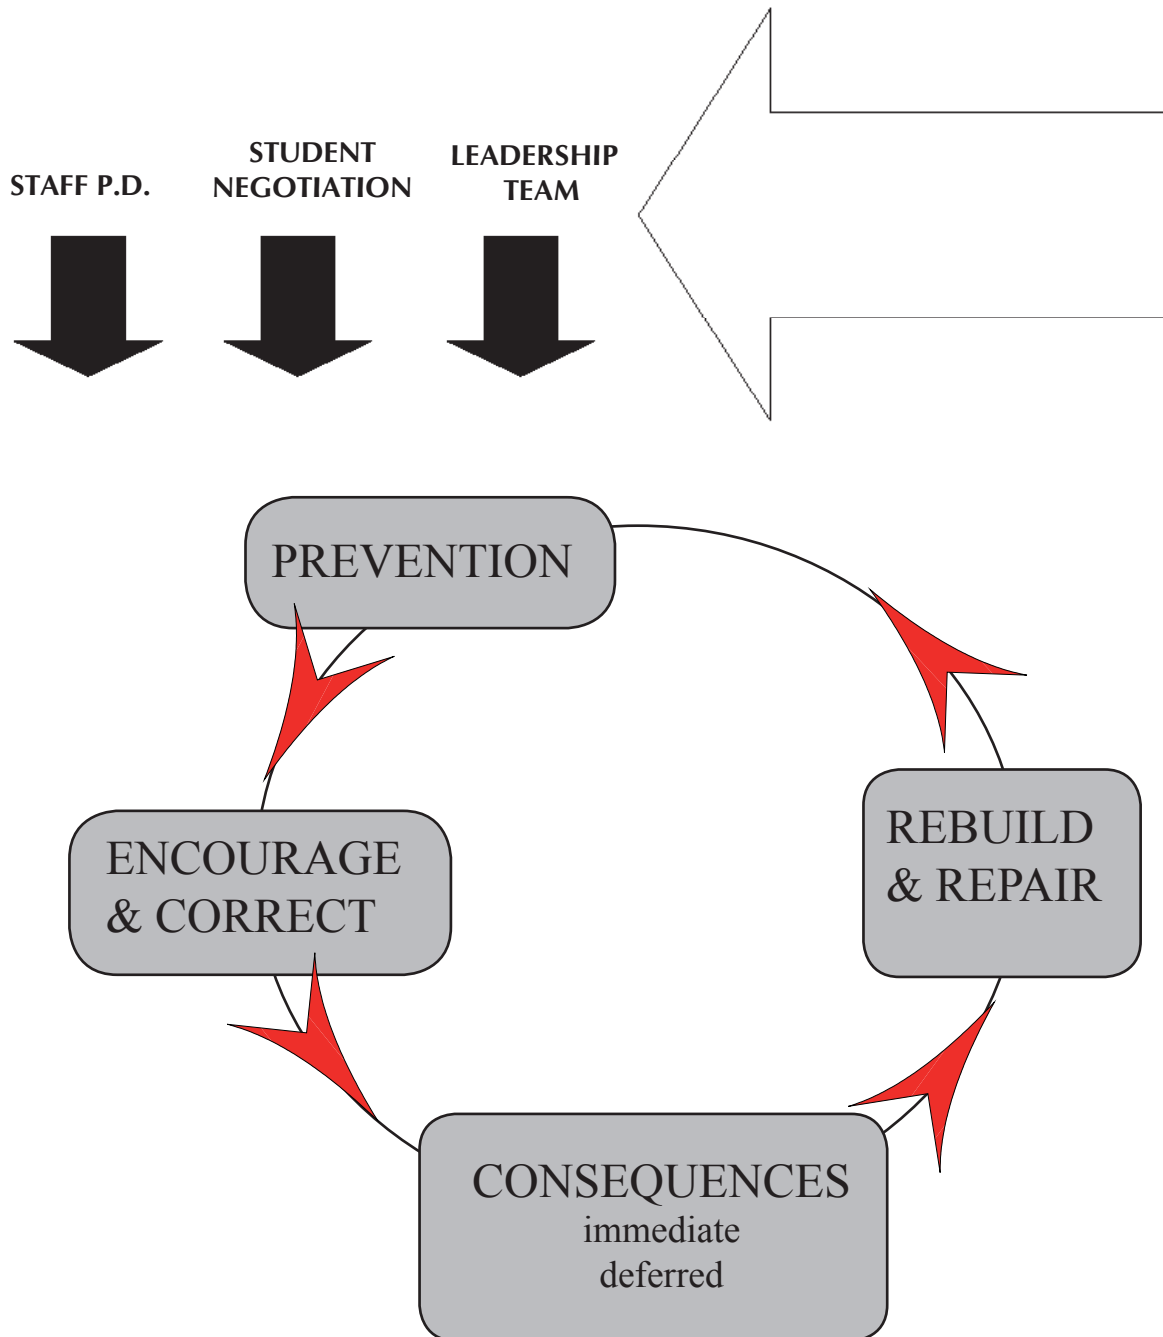 STAFF P.D.
STUDENT
NEGOTIATION
LEADERSHIP
TEAM
PREVENTION
ENCOURAGE
& CORRECT
REBUILD
& REPAIR
CONSEQUENCES
immediate
deferred